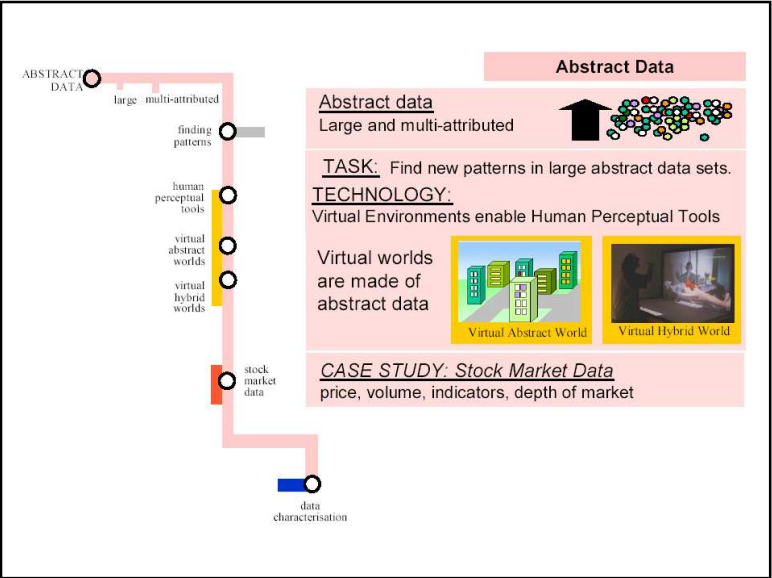 ABSTRACT
DATA
large multi-attributed
finding
patterns
human
perceptual
tools
virtual
abstract
worlds
virtual
hybrid
worlds
stock
market
data
data
characterisation
Abstract Data
Abstract data
Large and multi-attributed
TASK: Find new patterns in large abstract data sets.
TECHNOLOGY:
Virtual Environments enable Human Perceptual Tools
Virtual worlds
are made of
abstract data
Virtual Abstract World
Virtual Hybrid World
CASE STUDY: Stock Market Data
price, volume, indicators, depth of market